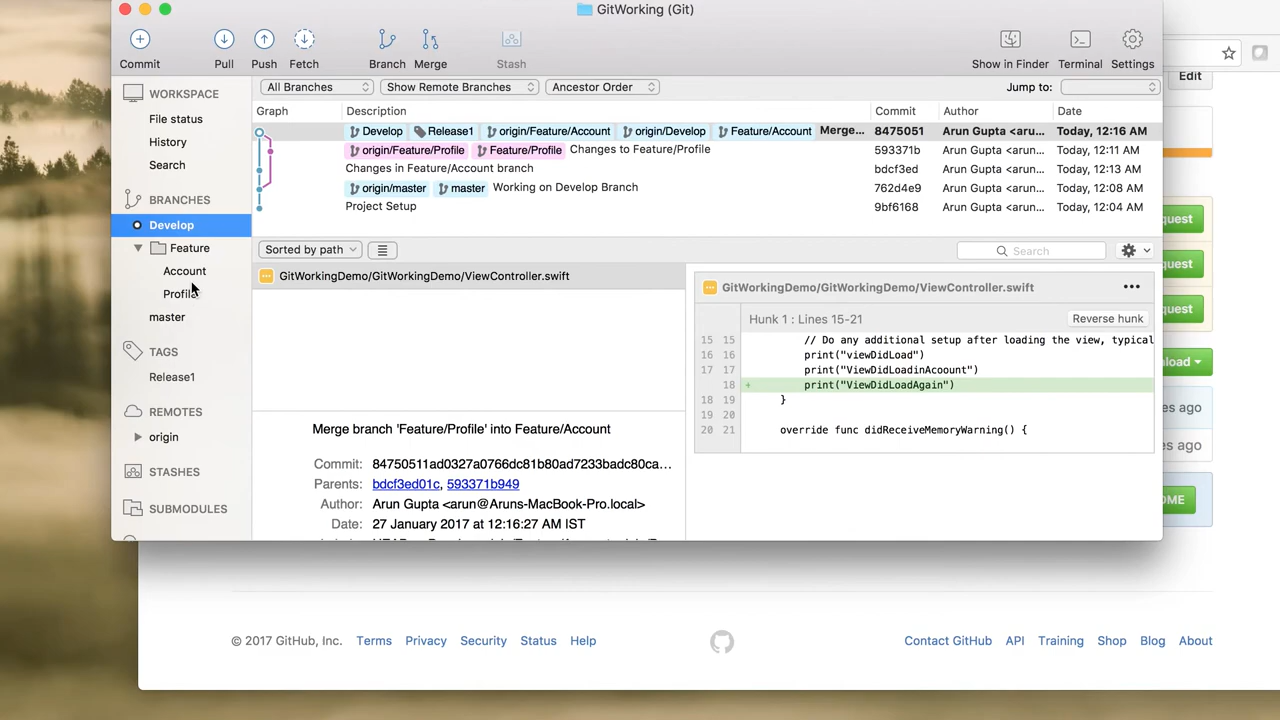 GitWorking (Git)
Commit
Pull
Push
Fetch
Branch
Merge
Stash
Show in Finder
Terminal
Settings
All Branches
Show Remote Branches
Ancestor Order
Jump to:
Graph
Description
Commit
Author
Date
Develop Release1 origin/Feature/Account origin/Develop Feature/Account Merge... 8475051 Arun Gupta <aru... Today, 12:16 AM
origin/Feature/Profile Feature/Profile Changes to Feature/Profile 593371b Arun Gupta <arun... Today, 12:11 AM
Changes in Feature/Account branch bdcf3ed Arun Gupta <arun... Today, 12:13 AM
origin/master master Working on Develop Branch 762d4e9 Arun Gupta <arun... Today, 12:08 AM
Project Setup 9bf6168 Arun Gupta <arun... Today, 12:04 AM
WORKSPACE
File status
History
Search
BRANCHES
Develop
Feature
Account
Profile
master
TAGS
Release1
REMOTES
origin
STASHES
SUBMODULES
Sorted by path
Search
GitWorkingDemo/GitWorkingDemo/ViewController.swift
Merge branch 'Feature/Profile' into Feature/Account
Commit: 84750511ad0327a0766dc81b80ad7233badc80ca...
Parents: bdcf3ed01c, 593371b949
Author: Arun Gupta <arun@Aruns-MacBook-Pro.local>
Date: 27 January 2017 at 12:16:27 AM IST
GitWorkingDemo/GitWorkingDemo/ViewController.swift
Hunk 1 : Lines 15-21
Reverse hunk
15 15 // Do any additional setup after loading the view, typical
16 16 print("viewDidLoad")
17 17 print("ViewDidLoadinAcoount")
18 + print("ViewDidLoadAgain")
18 19 }
19 20
20 21 override func didReceiveMemoryWarning() {
Edit
quest
quest
quest
load
es ago
es ago
OME
© 2017 GitHub, Inc. Terms Privacy Security Status Help
Contact GitHub API Training Shop Blog About